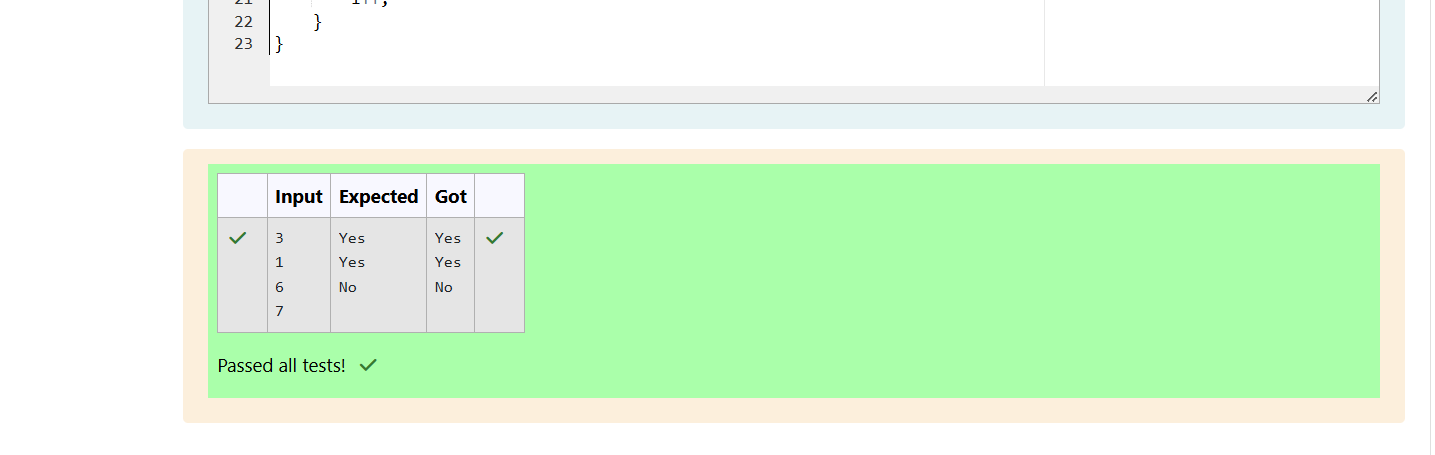 22 }
23 }
Input Expected Got
3 Yes Yes
1 Yes Yes
6 No No
7
Passed all tests!